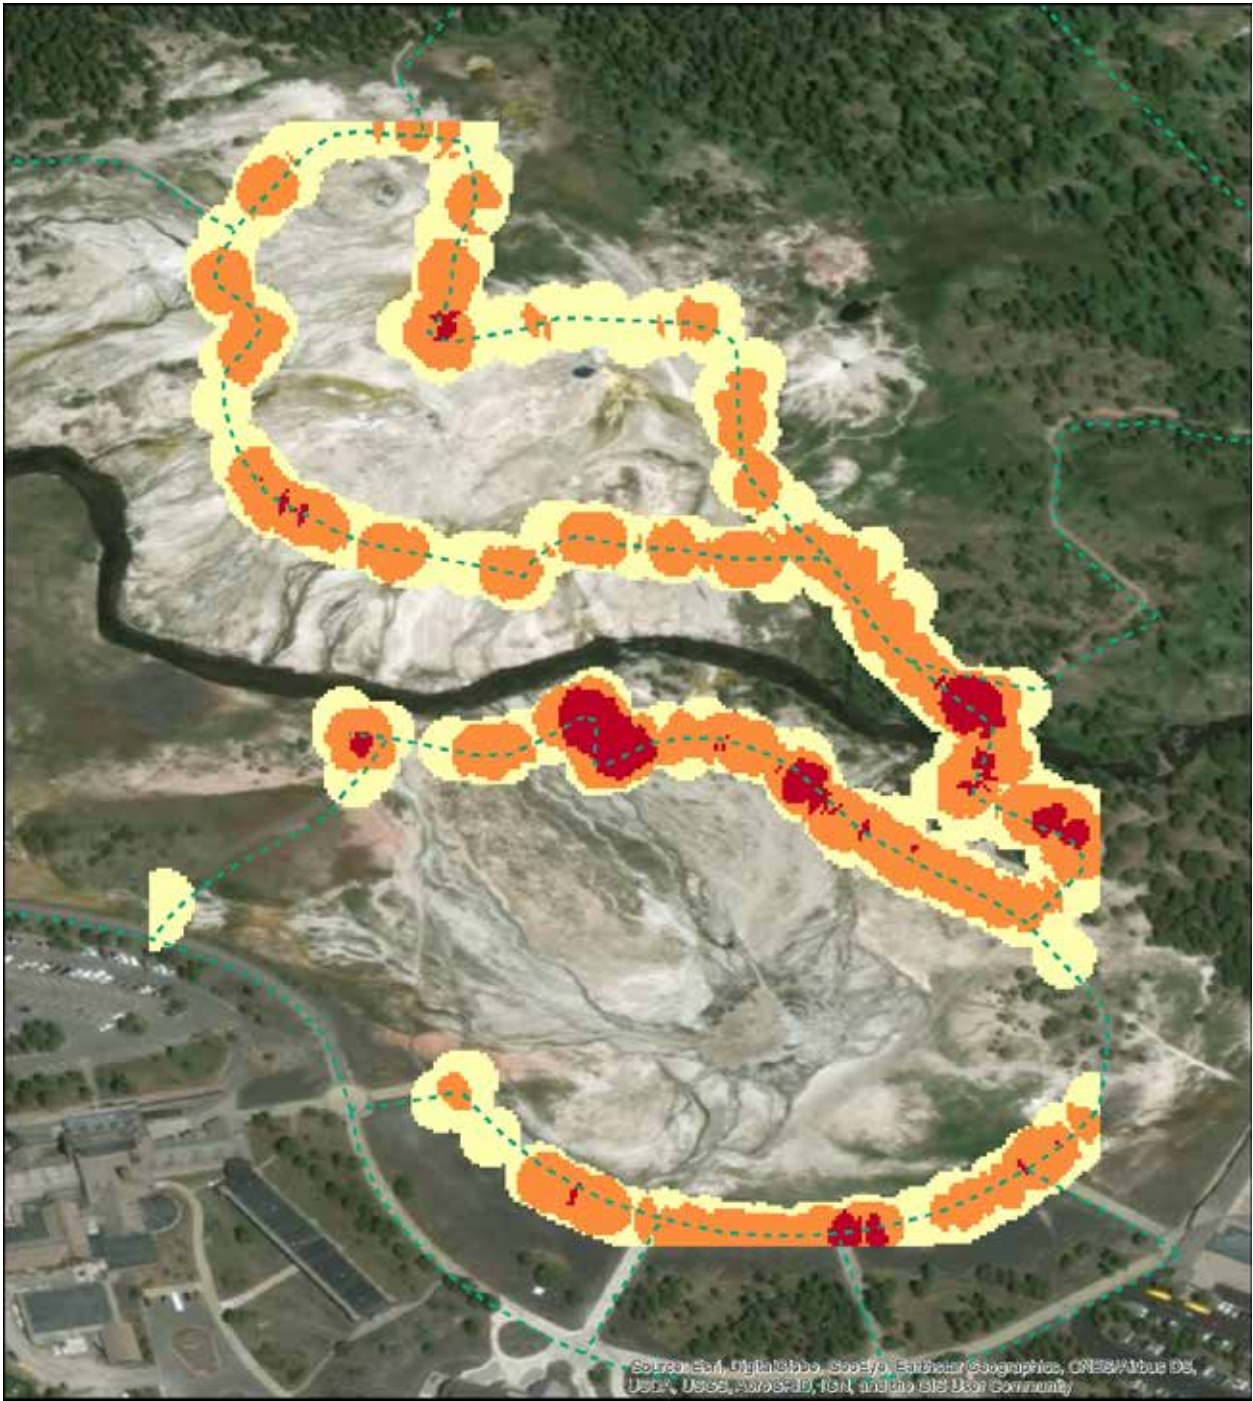 Source: Esri, DigitalGlobe, GeoEye, Earthstar Geographics, CNES/Airbus DS,
USDA, USGS, AeroGRID, IGN, and the GIS User Community